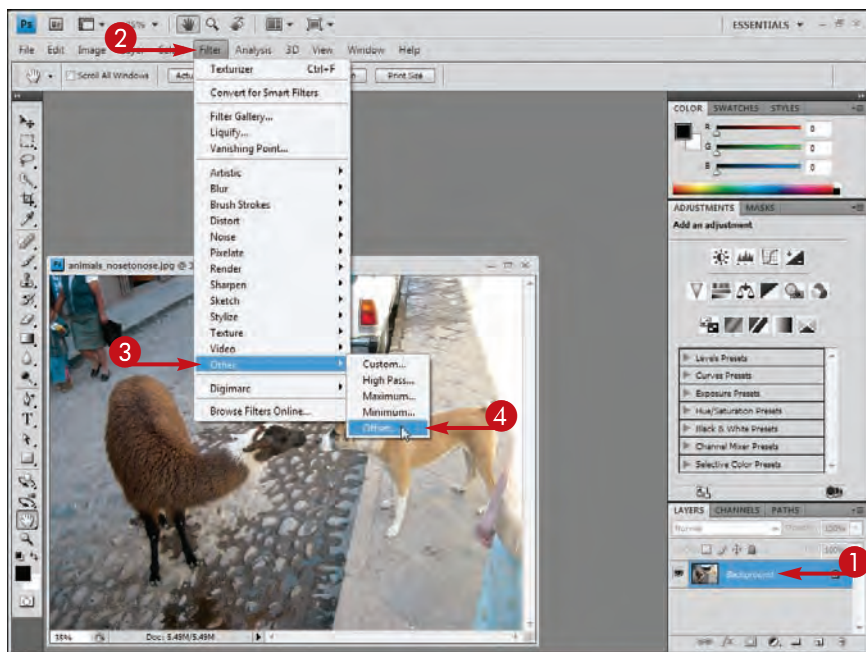 Ps Br ESSENTIALS
2
File Edit Image Filter Analysis 3D View Window Help
Scroll All Windows Print Size
Texturizer Ctrl+F
Convert for Smart Filters
Filter Gallery...
Liquify...
Vanishing Point...
Artistic
Blur
Brush Strokes
Distort
Noise
Pixelate
Render
Sharpen
Sketch
Stylize
Texture
Video
3
Other
Digimarc
Browse Filters Online...
Custom...
High Pass...
Maximum...
Minimum...
Offset...
4
Ps animals_nosetonose.jpg @
Doc: 5.49M/5.49M
COLOR SWATCHES STYLES
R 0
G 0
B 0
ADJUSTMENTS MASKS
Add an adjustment
Levels Presets
Curves Presets
Exposure Presets
Hue/Saturation Presets
Black & White Presets
Channel Mixer Presets
Selective Color Presets
LAYERS CHANNELS PATHS
Normal 100%
100%
Background
1
T